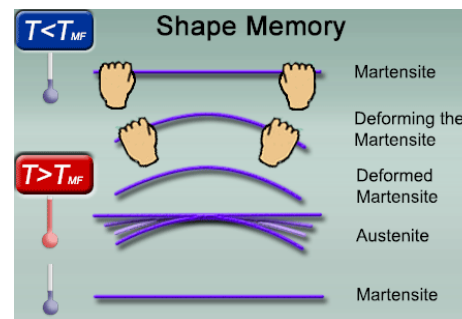 T<TMF
Shape Memory
Martensite
Deforming the
Martensite
Deformed
Martensite
T>TMF
Austenite
Martensite